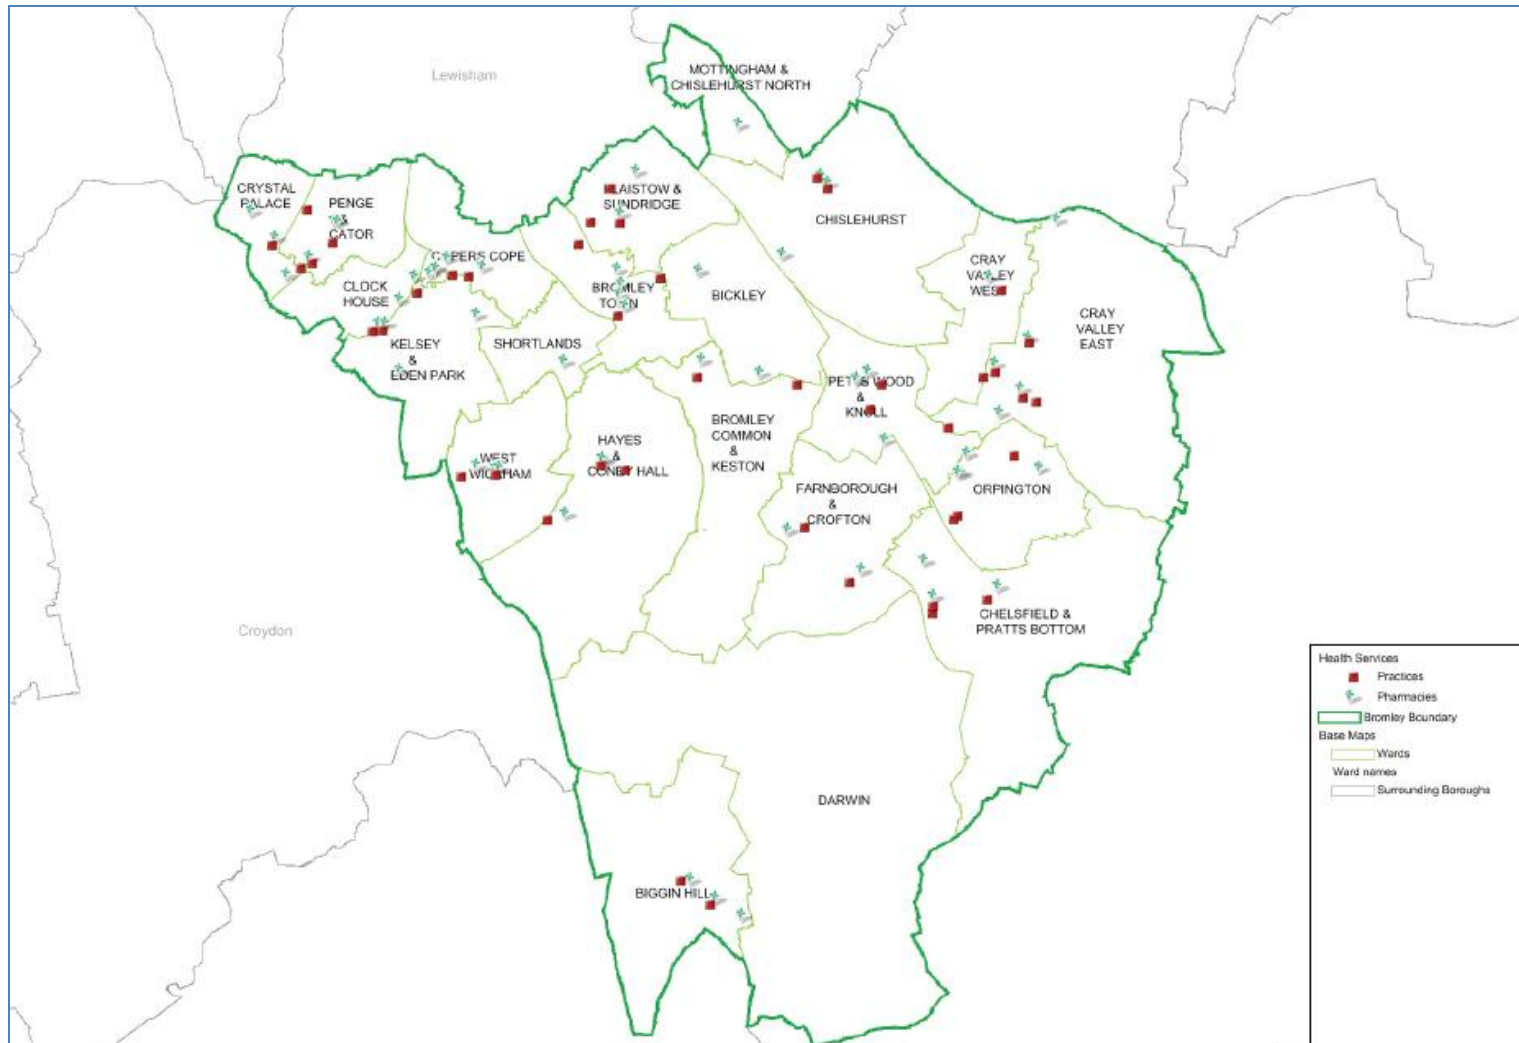 Lewisham
MOTTINGHAM &
CHISLEHURST NORTH
CRYSTAL
PALACE
PENGE
&
CATOR
PLAISTOW &
SUNDRIDGE
CHISLEHURST
COPERS COPE
CLOCK
HOUSE
BROMLEY
TOWN
BICKLEY
CRAY
VALLEY
WEST
CRAY
VALLEY
EAST
KELSEY
&
EDEN PARK
SHORTLANDS
PETTS WOOD
&
KNOLL
BROMLEY
COMMON
&
KESTON
HAYES
&
CONEY HALL
WEST
WICKHAM
FARNBOROUGH
&
CROFTON
ORPINGTON
CHELSFIELD &
PRATTS BOTTOM
Croydon
DARWIN
BIGGIN HILL
Health Services
Practices
Pharmacies
Bromley Boundary
Base Maps
Wards
Ward names
Surrounding Boroughs